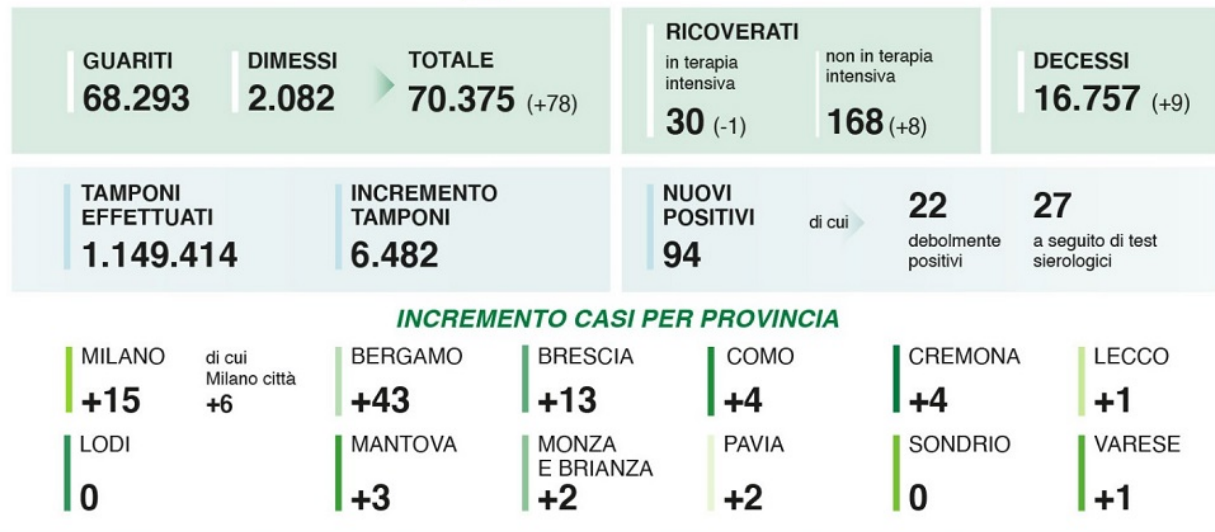 GUARITI
68.293
DIMESSI
2.082
TOTALE
70.375 (+78)
RICOVERATI
in terapia
intensiva
30 (-1)
non in terapia
intensiva
168 (+8)
DECESSI
16.757 (+9)
TAMPONI
EFFETTUATI
1.149.414
INCREMENTO
TAMPONI
6.482
NUOVI
POSITIVI
94
di cui
22
debolmente
positivi
27
a seguito di test
sierologici
INCREMENTO CASI PER PROVINCIA
MILANO
+15
di cui
Milano città
+6
BERGAMO
+43
BRESCIA
+13
COMO
+4
CREMONA
+4
LECCO
+1
LODI
0
MANTOVA
+3
MONZA
E BRIANZA
+2
PAVIA
+2
SONDRIO
0
VARESE
+1